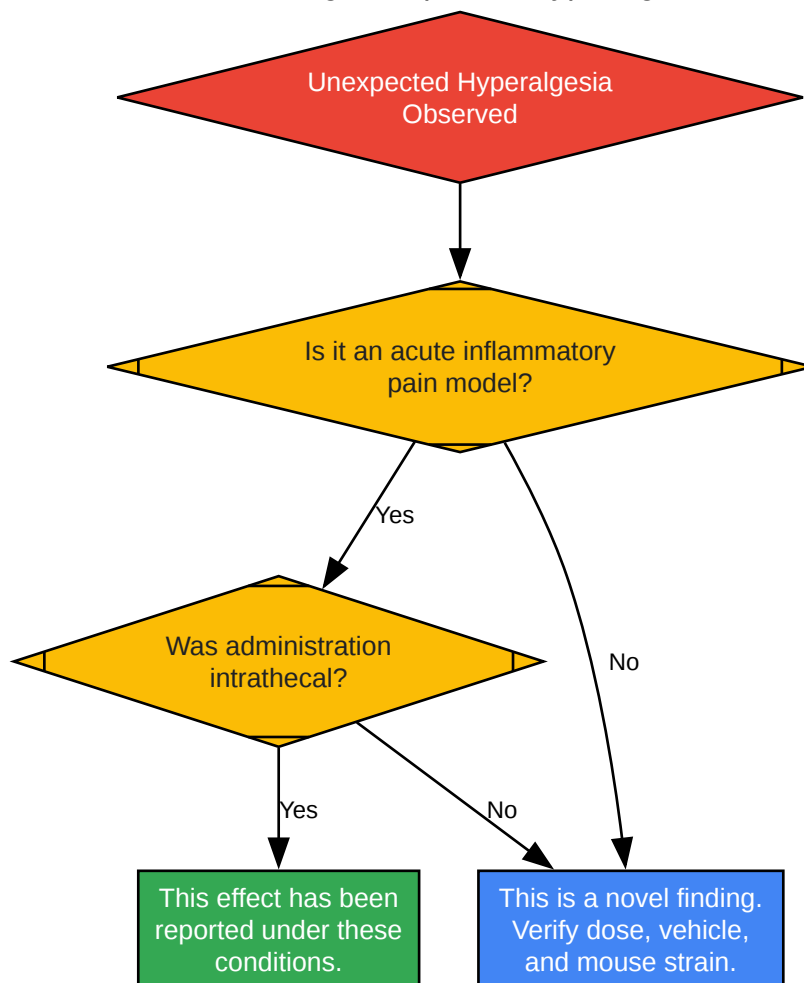 Unexpected Hyperalgesia
Observed
Is it an acute inflammatory
pain model?
Yes
Was administration
intrathecal?
No
Yes
No
This effect has been
reported under these
conditions.
This is a novel finding.
Verify dose, vehicle,
and mouse strain.